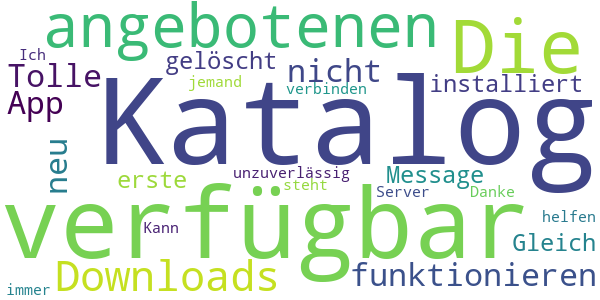 angebotenen
Die
Ich
gelöscht
nicht
Tolle
jemand
verbinden
installiert
App
Katalog
neu
erste
unzuverlässig
Message
steht
Server
Danke
verfügbar
Kann
helfen
Gleich
Downloads
funktionieren
immer